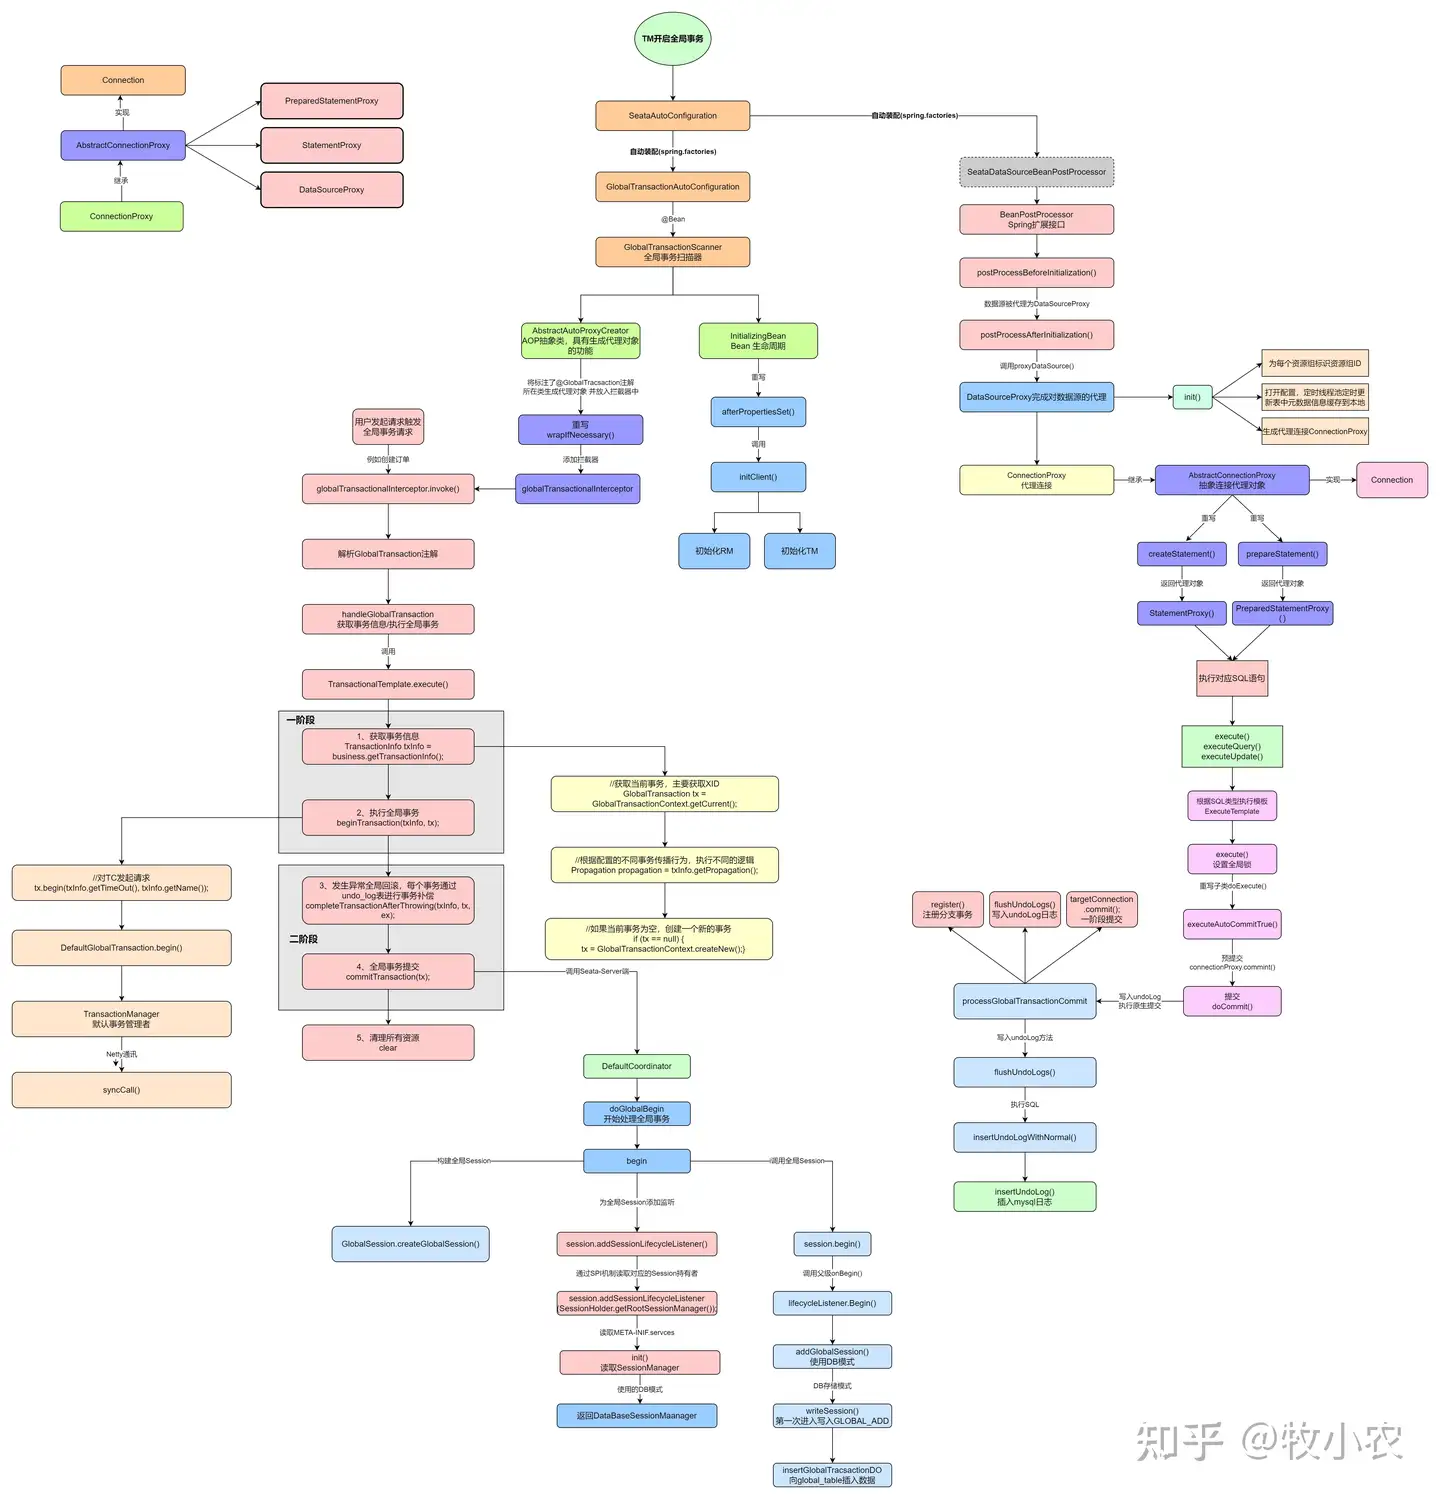 TM开启全局事务
Connection
实现
AbstractConnectionProxy
继承
ConnectionProxy
PreparedStatementProxy
StatementProxy
DataSourceProxy
SeataAutoConfiguration
自动装配(spring.factories)
自动装配(spring.factories)
GlobalTransactionAutoConfiguration
@Bean
GlobalTransactionScanner
全局事务扫描器
AbstractAutoProxyCreator
AOP抽象类，具有生成代理对象
的功能
将标注了@GlobalTracsaction注解
所在类生成代理对象 并放入拦截器中
重写
wrapIfNecessary()
添加拦截器
globalTransactionalInterceptor
InitializingBean
Bean 生命周期
重写
afterPropertiesSet()
调用
initClient()
初始化RM
初始化TM
用户发起请求触发
全局事务请求
例如创建订单
globalTransactionalInterceptor.invoke()
解析GlobalTransaction注解
handleGlobalTransaction
获取事务信息/执行全局事务
调用
TransactionalTemplate.execute()
一阶段
1、获取事务信息
TransactionInfo txInfo =
business.getTransactionInfo();
2、执行全局事务
beginTransaction(txInfo, tx);
3、发生异常全局回滚，每个事务通过
undo_log表进行事务补偿
completeTransactionAfterThrowing(txInfo, tx,
ex);
二阶段
4、全局事务提交
commitTransaction(tx);
5、清理所有资源
clear
//对TC发起请求
tx.begin(txInfo.getTimeOut(), txInfo.getName());
DefaultGlobalTransaction.begin()
TransactionManager
默认事务管理者
Netty通讯
syncCall()
//获取当前事务，主要获取XID
GlobalTransaction tx =
GlobalTransactionContext.getCurrent();
//根据配置的不同事务传播行为，执行不同的逻辑
Propagation propagation = txInfo.getPropagation();
//如果当前事务为空，创建一个新的事务
if (tx == null) {
tx = GlobalTransactionContext.createNew();}
调用Seata-Server端
DefaultCoordinator
doGlobalBegin
开始处理全局事务
begin
构建全局Session
GlobalSession.createGlobalSession()
为全局Session添加监听
session.addSessionLifecycleListener()
通过SPI机制读取对应的Session持有者
session.addSessionLifecycleListener
(SessionHolder.getRootSessionManager());
读取META-INIF.servces
init()
读取SessionManager
使用的DB模式
返回DataBaseSessionMaanager
调用全局Session
session.begin()
调用父级onBegin()
lifecycleListener.Begin()
addGlobalSession()
使用DB模式
DB存储模式
writeSession()
第一次进入写入GLOBAL_ADD
insertGlobalTracsactionDO
向global_table插入数据
SeataDataSourceBeanPostProcessor
BeanPostProcessor
Spring扩展接口
postProcessBeforeInitialization()
数据源被代理为DataSourceProxy
postProcessAfterInitialization()
调用proxyDataSource()
DataSourceProxy完成对数据源的代理
init()
为每个资源组标识资源组ID
打开配置，定时线程池定时更
新表中元数据信息缓存到本地
生成代理连接ConnectionProxy
ConnectionProxy
代理连接
继承
AbstractConnectionProxy
抽象连接代理对象
实现
Connection
重写
重写
createStatement()
prepareStatement()
返回代理对象
返回代理对象
StatementProxy()
PreparedStatementProxy
()
执行对应SQL语句
execute()
executeQuery()
executeUpdate()
根据SQL类型执行模板
ExecuteTemplate
execute()
设置全局锁
重写子类doExecute()
executeAutoCommitTrue()
预提交
connectionProxy.commint()
提交
doCommit()
写入undoLog
执行原生提交
processGlobalTransactionCommit
register()
注册分支事务
flushUndoLogs()
写入undoLog日志
targetConnection
.commit();
一阶段提交
写入undoLog方法
flushUndoLogs()
执行SQL
insertUndoLogWithNormal()
insertUndoLog()
插入mysql日志
知乎 @牧小农